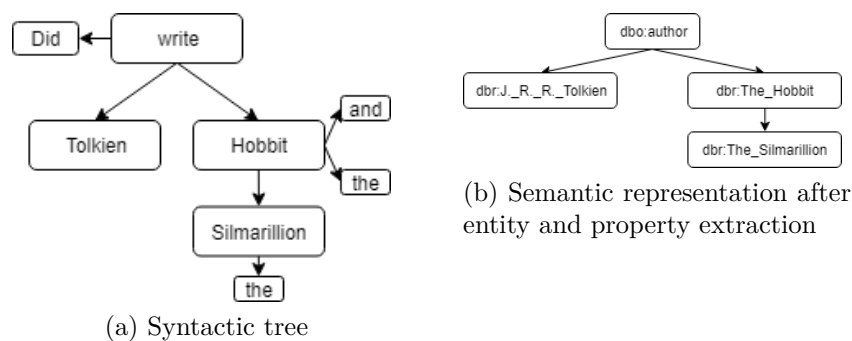 Did
write
Tolkien
Hobbit
and
the
Silmarillion
the
(a) Syntactic tree
dbo:author
dbr:J._R._R._Tolkien
dbr:The_Hobbit
dbr:The_Silmarillion
(b) Semantic representation after
entity and property extraction